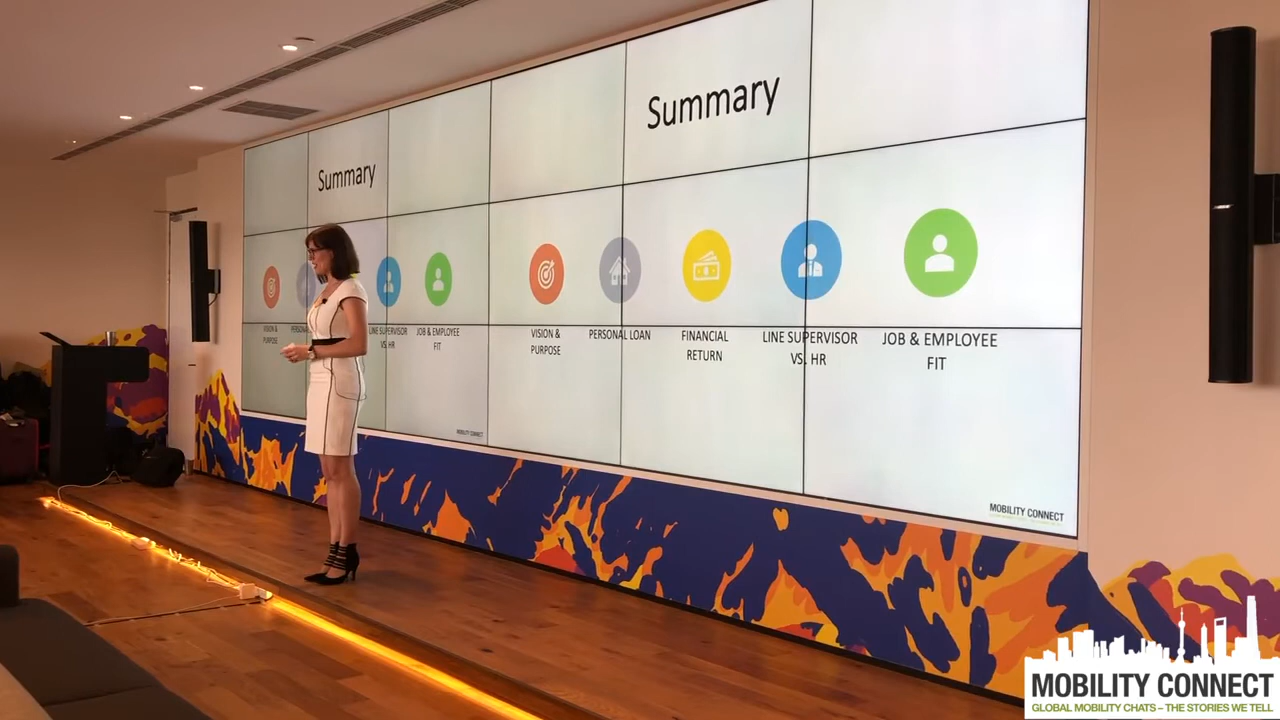 Summary
VISION &
PURPOSE
LINE SUPERVISOR
VS. HR
JOB & EMPLOYEE
FIT
MOBILITY CONNECT
Summary
VISION &
PURPOSE
PERSONAL LOAN
FINANCIAL
RETURN
LINE SUPERVISOR
VS. HR
JOB & EMPLOYEE
FIT
MOBILITY CONNECT
MOBILITY CONNECT
GLOBAL MOBILITY CHATS – THE STORIES WE TELL